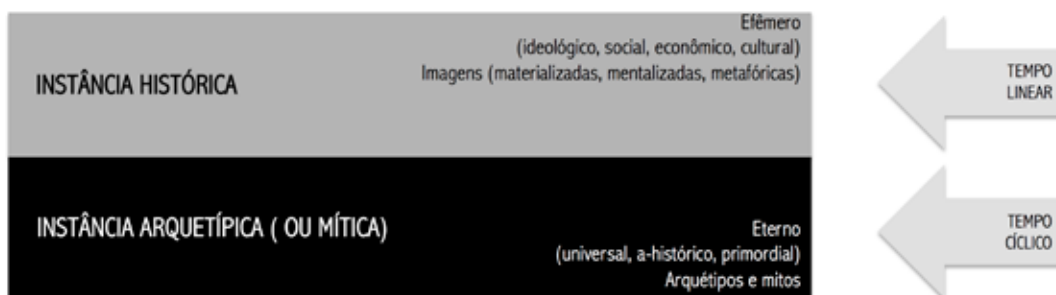 Efêmero
(ideológico, social, econômico, cultural)
Imagens (materializadas, mentalizadas, metafóricas)
INSTÂNCIA HISTÓRICA
TEMPO
LINEAR
INSTÂNCIA ARQUETÍPICA ( OU MÍTICA)
Eterno
(universal, a-histórico, primordial)
Arquétipos e mitos
TEMPO
CÍCLICO